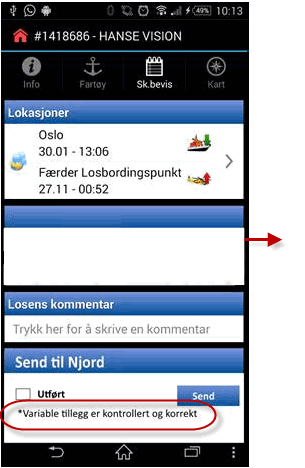 49% 10:13
#1418686 - HANSE VISION
Info Fartøy Sk.bevis Kart
Lokasjoner
Oslo
30.01 - 13:06
Færder Losbordingspunkt
27.11 - 00:52
Losens kommentar
Trykk her for å skrive en kommentar
Send til Njord
Utført Send
*Variable tillegg er kontrollert og korrekt